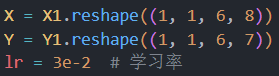 X = X1.reshape((1, 1, 6, 8))
Y = Y1.reshape((1, 1, 6, 7))
lr = 3e-2  # 学习率